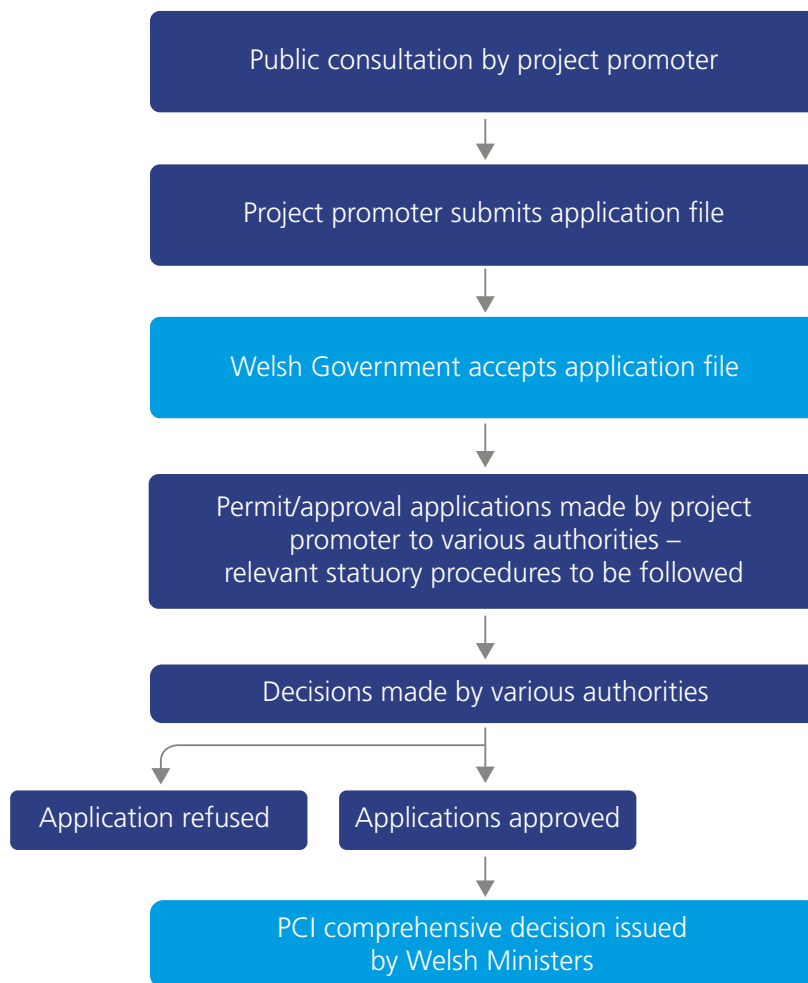 Public consultation by project promoter
Project promoter submits application file
Welsh Government accepts application file
Permit/approval applications made by project
promoter to various authorities –
relevant statuory procedures to be followed
Decisions made by various authorities
Application refused
Applications approved
PCI comprehensive decision issued
by Welsh Ministers